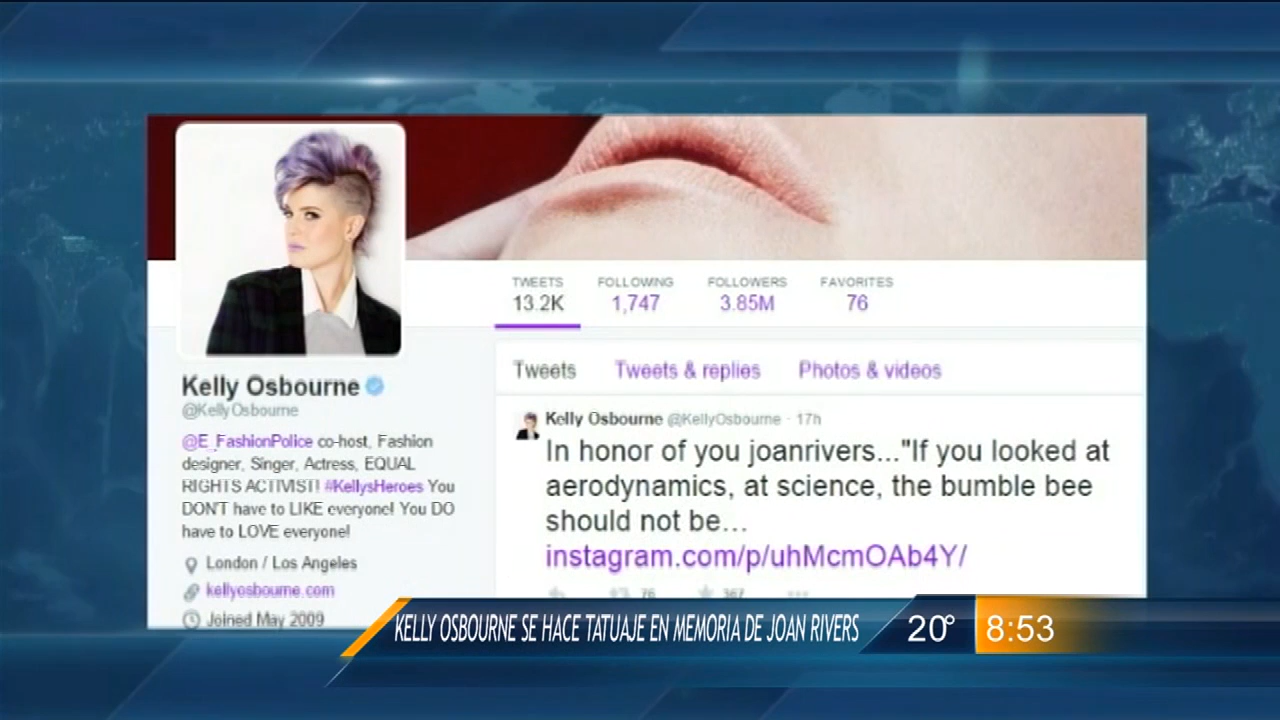 TWEETS FOLLOWING FOLLOWERS FAVORITES
13.2K 1,747 3.85M 76
Tweets Tweets & replies Photos & videos
Kelly Osbourne
@KellyOsbourne
@E_FashionPolice co-host, Fashion
designer, Singer, Actress, EQUAL
RIGHTS ACTIVIST! #KellysHeroes You
DON'T have to LIKE everyone! You DO
have to LOVE everyone!
London / Los Angeles
kellyosbourne.com
Joined May 2009
Kelly Osbourne @KellyOsbourne · 17h
In honor of you joanrivers..."If you looked at
aerodynamics, at science, the bumble bee
should not be...
instagram.com/p/uhMcmOAb4Y/
76 367
KELLY OSBOURNE SE HACE TATUAJE EN MEMORIA DE JOAN RIVERS
20° 8:53